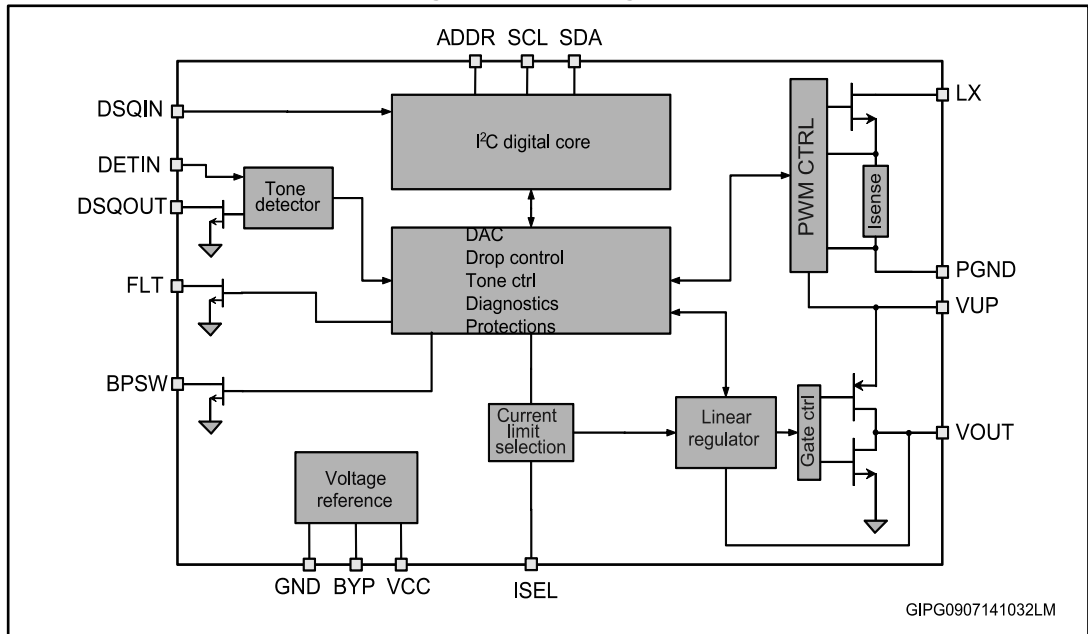 ADDR SCL SDA
DSQIN
LX
I²C digital core
DETIN
PWM CTRL
Tone
detector
Isense
DSQOUT
DAC
Drop control
Tone ctrl
Diagnostics
Protections
PGND
FLT
VUP
BPSW
Current
limit
selection
Linear
regulator
Gate ctrl
VOUT
Voltage
reference
GND BYP VCC
ISEL
GIPG0907141032LM